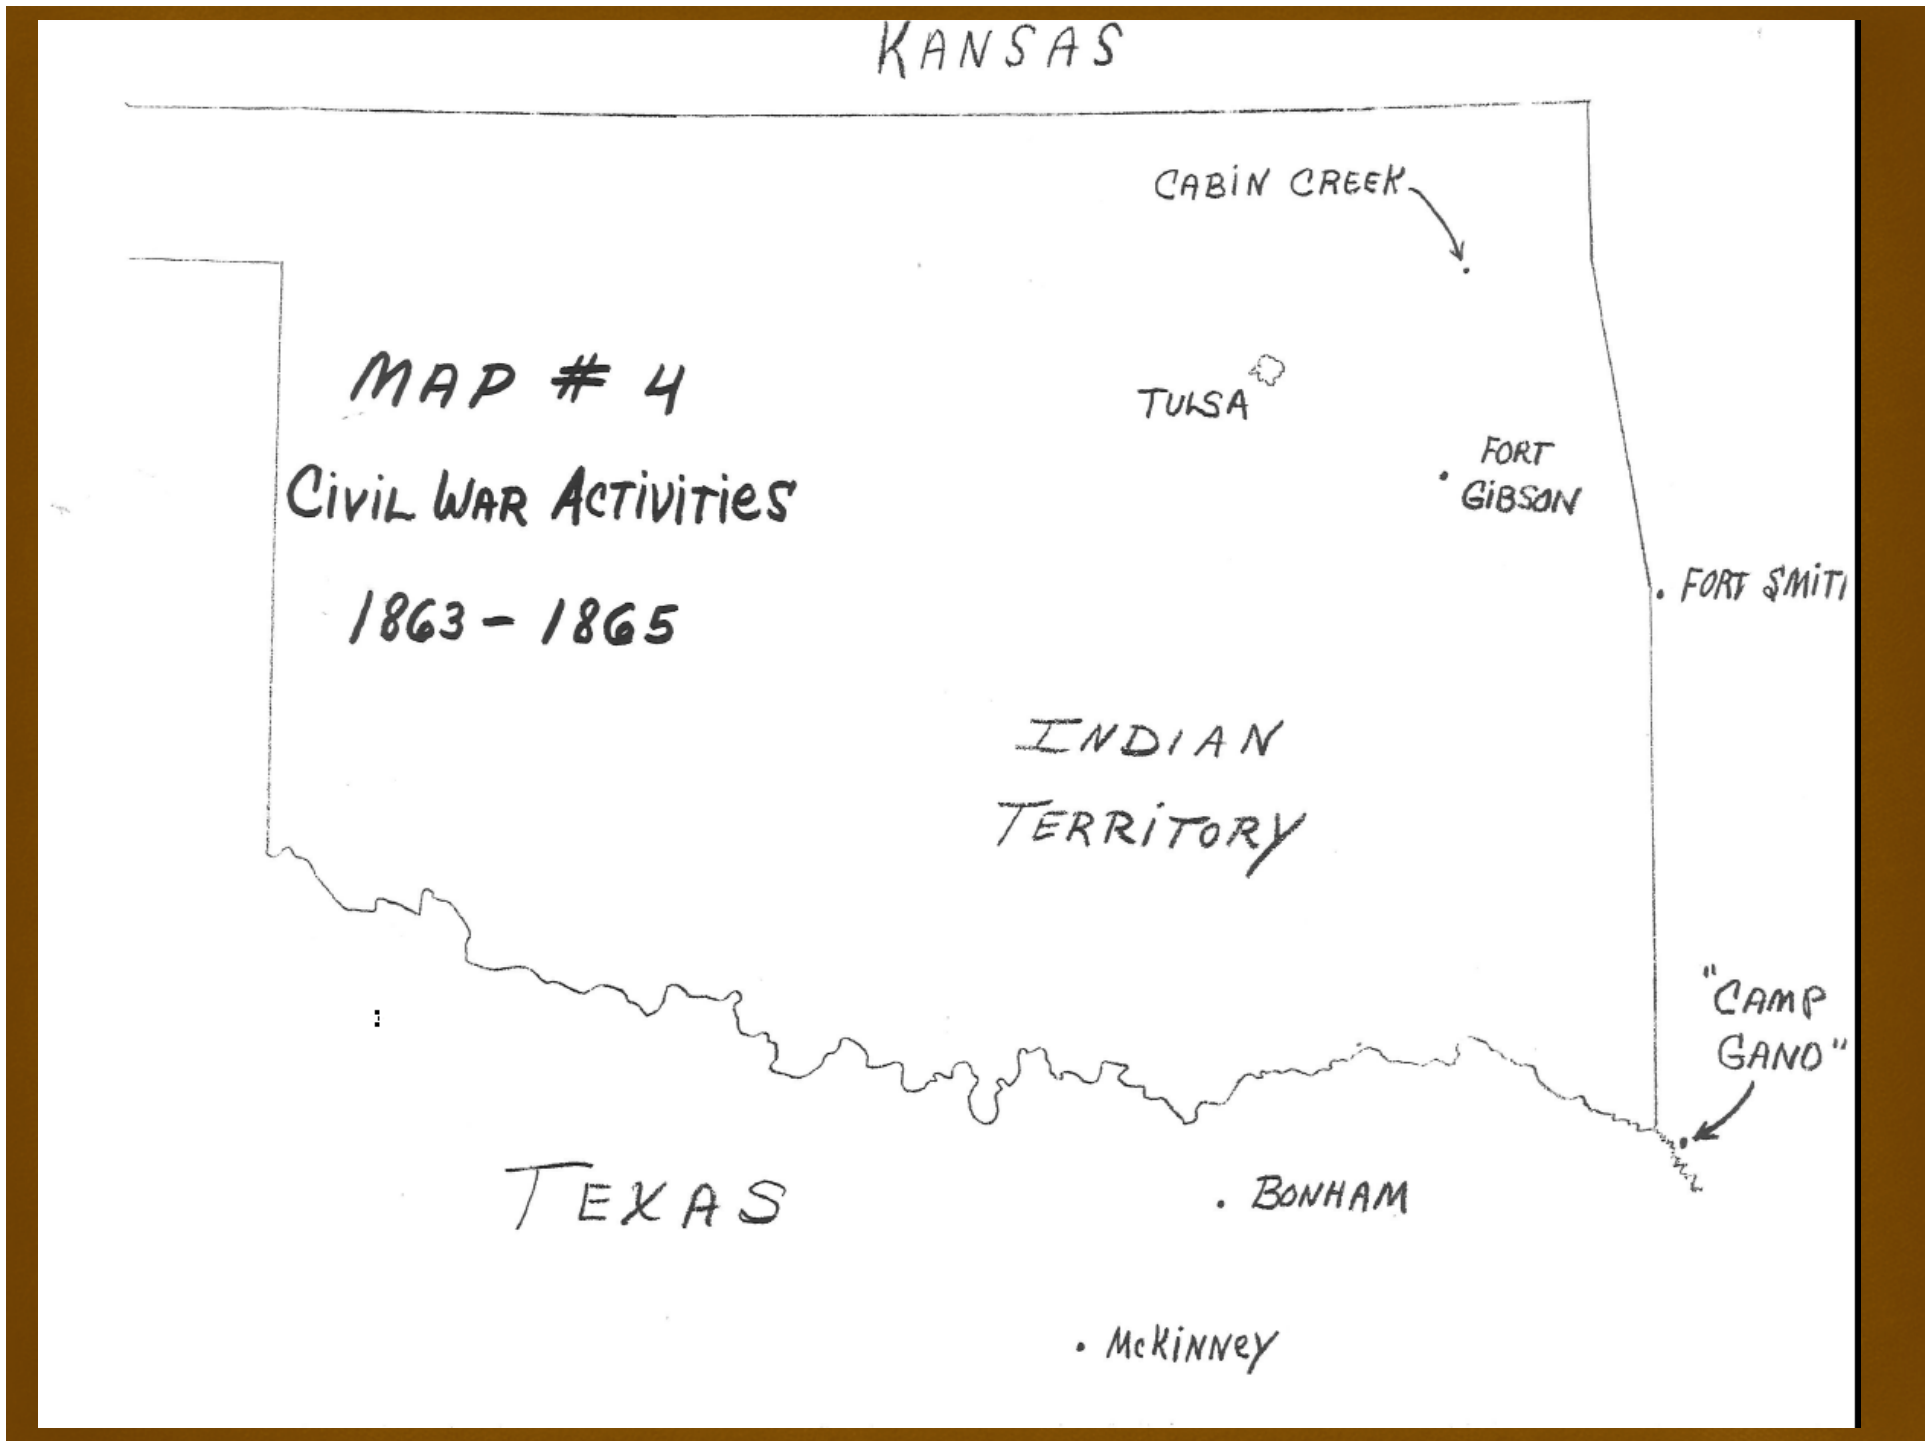 KANSAS
CABIN CREEK
MAP # 4
TULSA
CIVIL WAR ACTIVITIES
FORT
GIBSON
FORT SMIT
1863 - 1865
INDIAN
TERRITORY
"CAMP
GANO"
TEXAS
BONHAM
McKINNEY